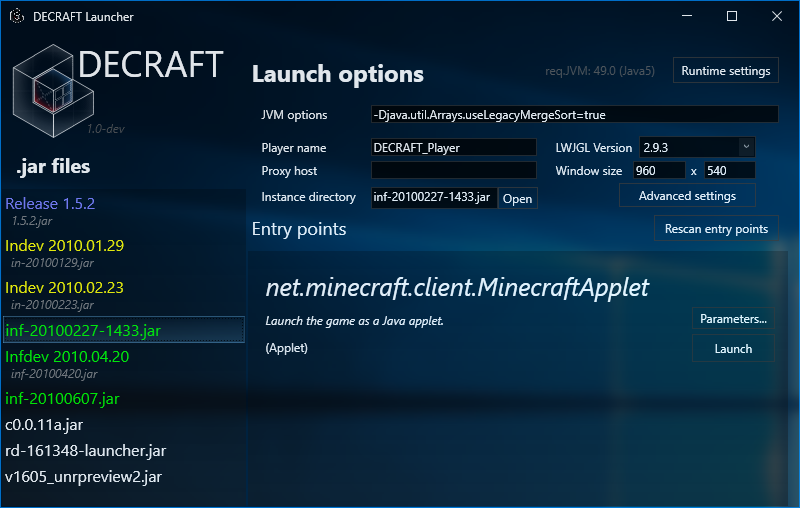 DECRAFT Launcher
DECRAFT
1.0-dev
.jar files
Release 1.5.2
1.5.2.jar
Indev 2010.01.29
in-20100129.jar
Indev 2010.02.23
in-20100223.jar
inf-20100227-1433.jar
Infdev 2010.04.20
inf-20100420.jar
inf-20100607.jar
c0.0.11a.jar
rd-161348-launcher.jar
v1605_unrpreview2.jar
Launch options
req.JVM: 49.0 (Java5)
Runtime settings
JVM options
-Djava.util.Arrays.useLegacyMergeSort=true
Player name
DECRAFT_Player
LWJGL Version
2.9.3
Proxy host
Window size
960 x 540
Instance directory
inf-20100227-1433.jar
Open
Advanced settings
Entry points
Rescan entry points
net.minecraft.client.MinecraftApplet
Launch the game as a Java applet.
Parameters...
(Applet)
Launch